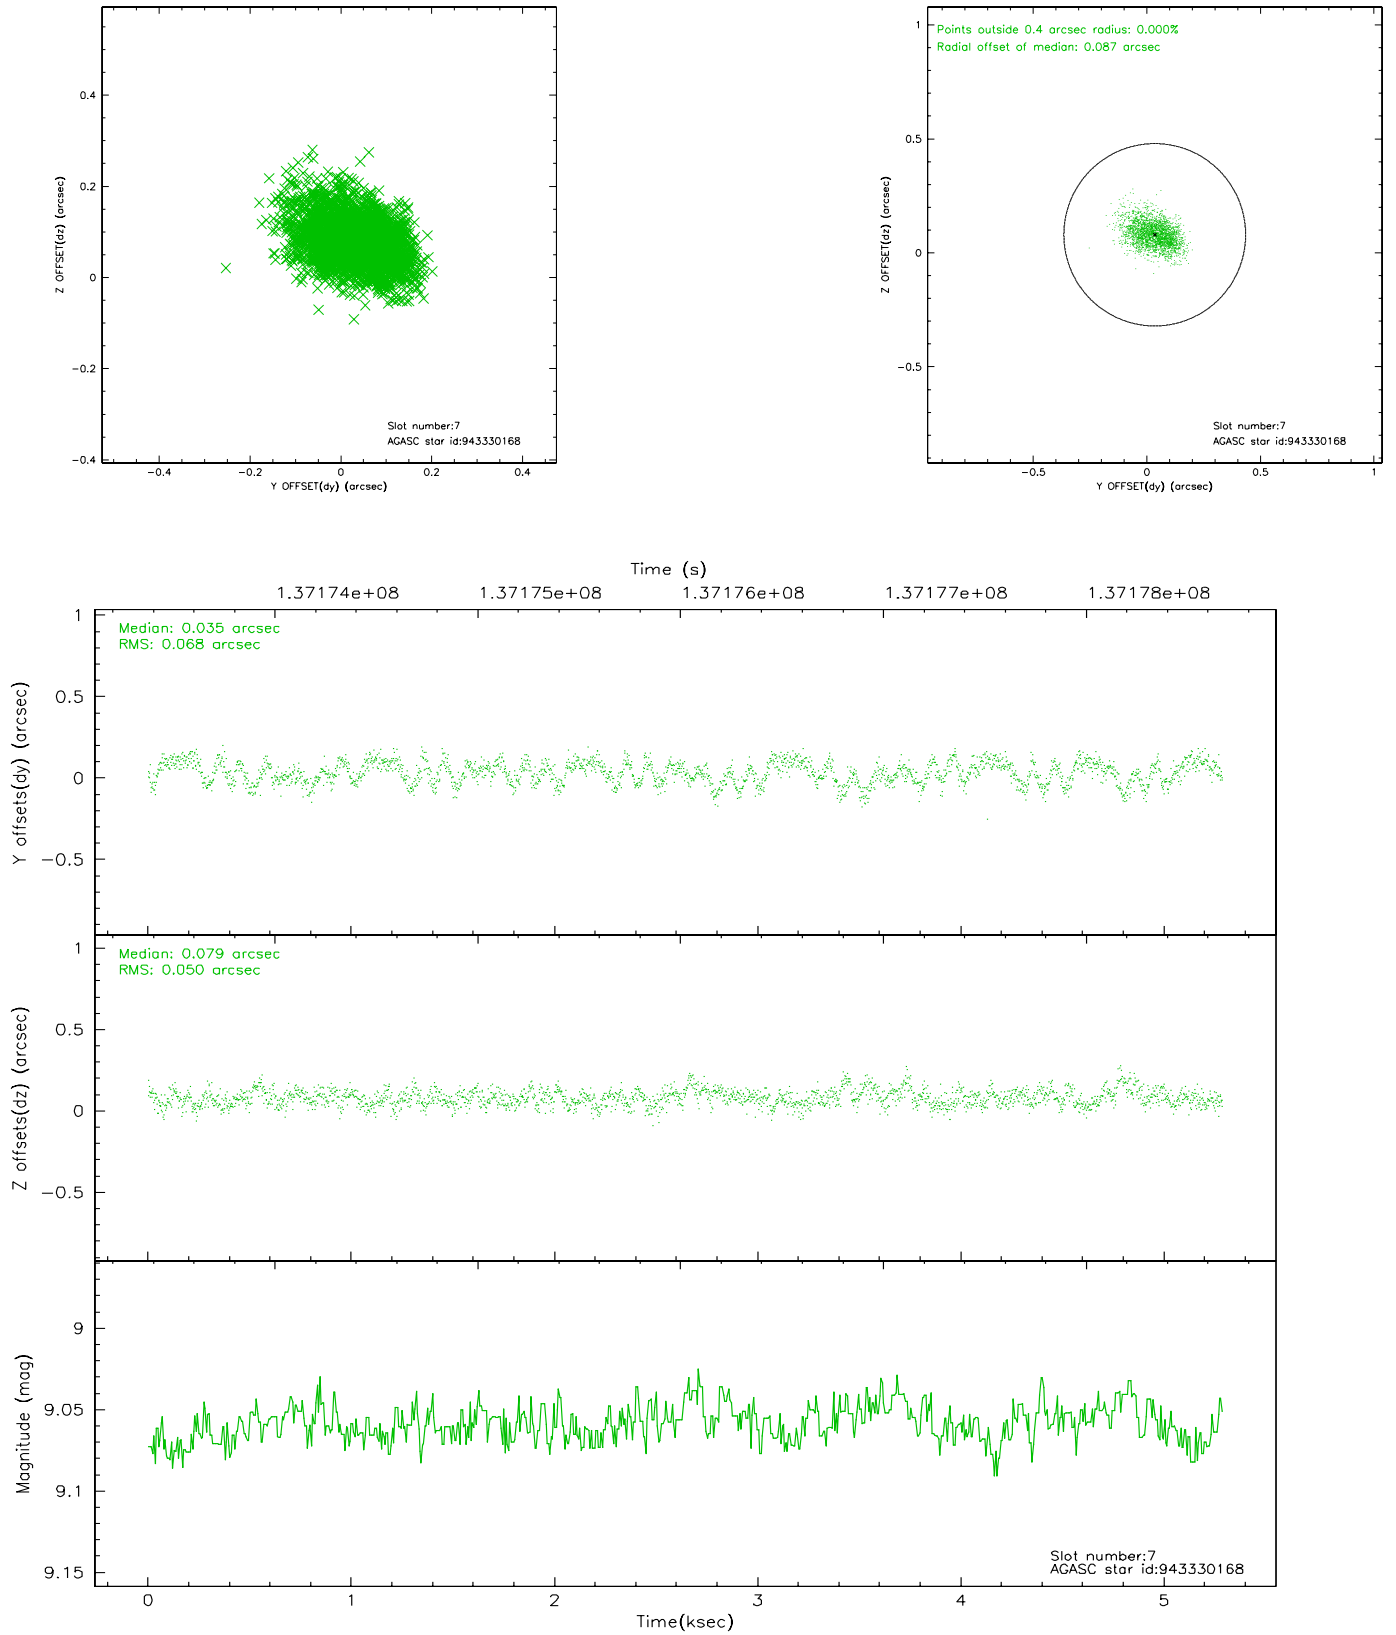 0.4
0.2
0
−0.2
−0.4
Z OFFSET(dz) (arcsec)
Slot number:7
AGASC star id:943330168
−0.4 −0.2 0 0.2 0.4
Y OFFSET(dy) (arcsec)
Points outside 0.4 arcsec radius: 0.000%
Radial offset of median: 0.087 arcsec
1
0.5
0
−0.5
Z OFFSET(dz) (arcsec)
Slot number:7
AGASC star id:943330168
−0.5 0 0.5 1
Y OFFSET(dy) (arcsec)
Time (s)
1.37174e+08 1.37175e+08 1.37176e+08 1.37177e+08 1.37178e+08
Median: 0.035 arcsec
RMS: 0.068 arcsec
1
0.5
0
−0.5
Y offsets(dy) (arcsec)
Median: 0.079 arcsec
RMS: 0.050 arcsec
1
0.5
0
−0.5
Z offsets(dz) (arcsec)
9
9.05
9.1
9.15
Magnitude (mag)
Slot number:7
AGASC star id:943330168
0 1 2 3 4 5
Time(ksec)